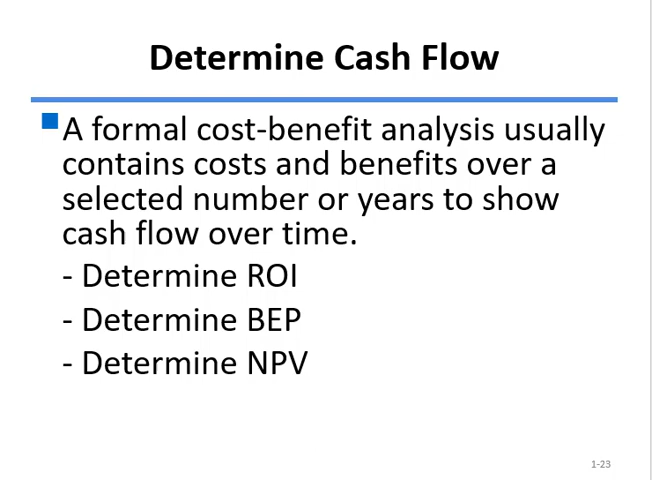 Determine Cash Flow
A formal cost-benefit analysis usually
contains costs and benefits over a
selected number or years to show
cash flow over time.
- Determine ROI
- Determine BEP
- Determine NPV
1-23